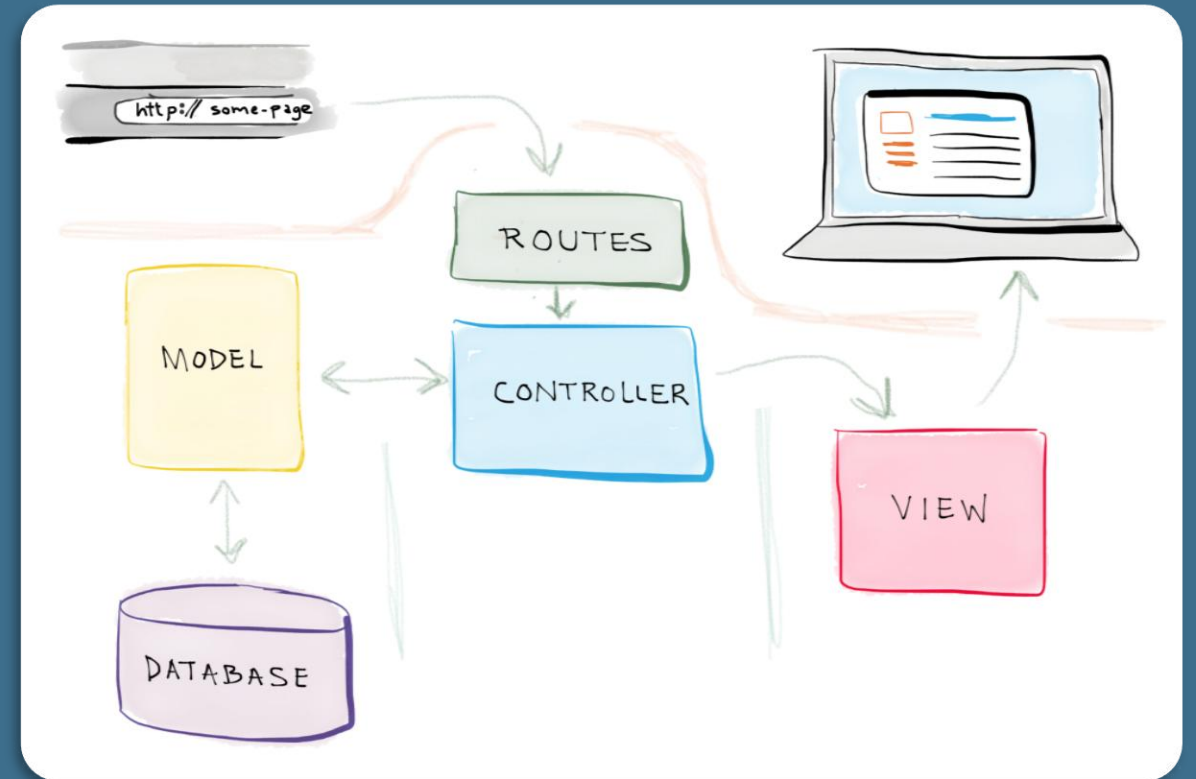 http:// some-page
ROUTES
MODEL
CONTROLLER
VIEW
DATABASE